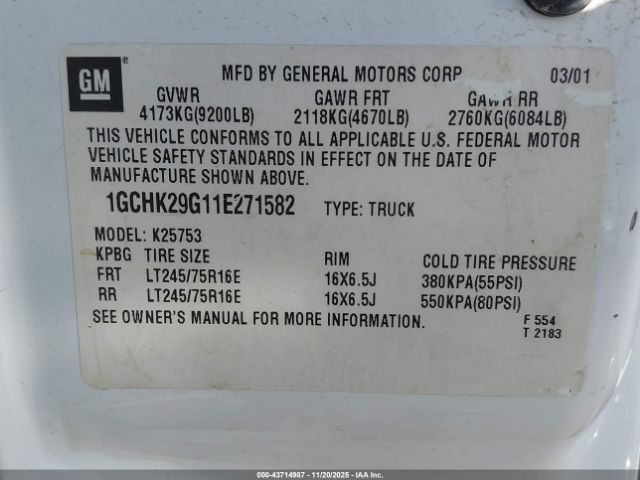 GM®
MFD BY GENERAL MOTORS CORP 03/01
GVWR GAWR FRT GAWR RR
4173KG(9200LB) 2118KG(4670LB) 2760KG(6084LB)
THIS VEHICLE CONFORMS TO ALL APPLICABLE U.S. FEDERAL MOTOR
VEHICLE SAFETY STANDARDS IN EFFECT ON THE DATE OF
MANUFACTURE SHOWN ABOVE.
1GCHK29G11E271582 TYPE: TRUCK
MODEL: K25753
KPBG TIRE SIZE RIM COLD TIRE PRESSURE
FRT LT245/75R16E 16X6.5J 380KPA(55PSI)
RR LT245/75R16E 16X6.5J 550KPA(80PSI)
SEE OWNER'S MANUAL FOR MORE INFORMATION.
F 554
T 2183
000-43714987 - 11/20/2025 - IAAI.COM